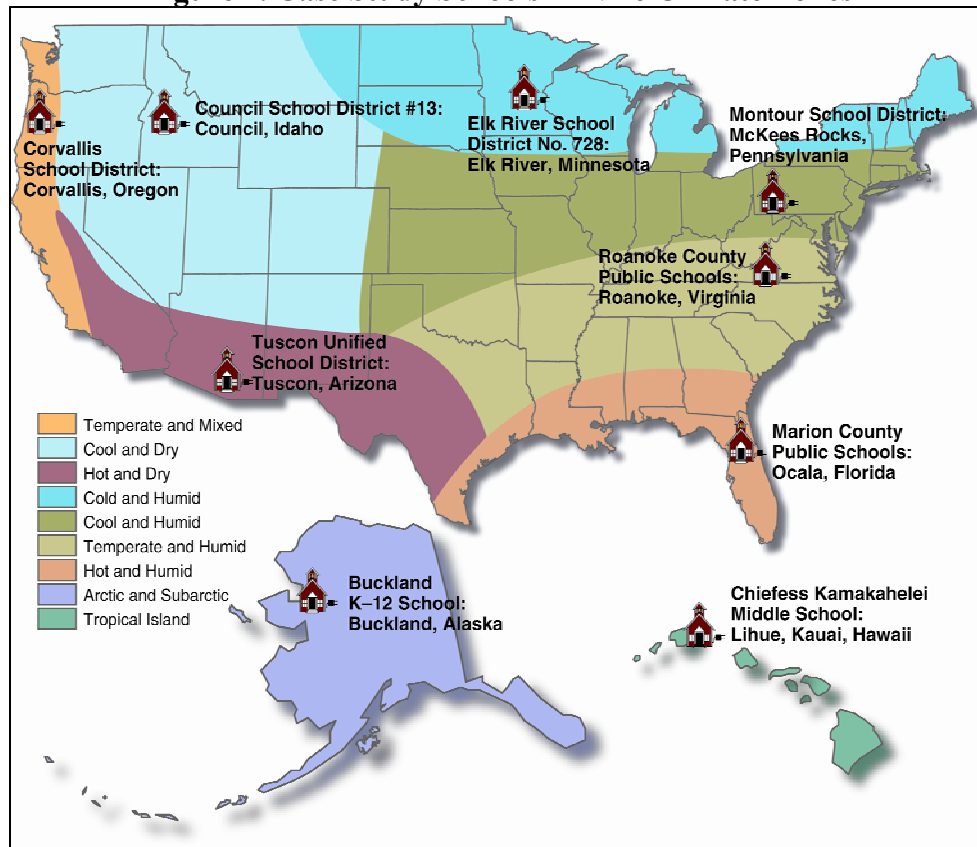 Case Study Schools
Council School District #13:
Council, Idaho
Corvallis
School District:
Corvallis, Oregon
Elk River School
District No. 728:
Elk River, Minnesota
Montour School District:
McKees Rocks,
Pennsylvania
Roanoke County
Public Schools:
Roanoke, Virginia
Tuscon Unified
School District:
Tuscon, Arizona
Marion County
Public Schools:
Ocala, Florida
Temperate and Mixed
Cool and Dry
Hot and Dry
Cold and Humid
Cool and Humid
Temperate and Humid
Hot and Humid
Arctic and Subarctic
Tropical Island
Buckland
K–12 School:
Buckland, Alaska
Chiefess Kamakahelei
Middle School:
Lihue, Kauai, Hawaii